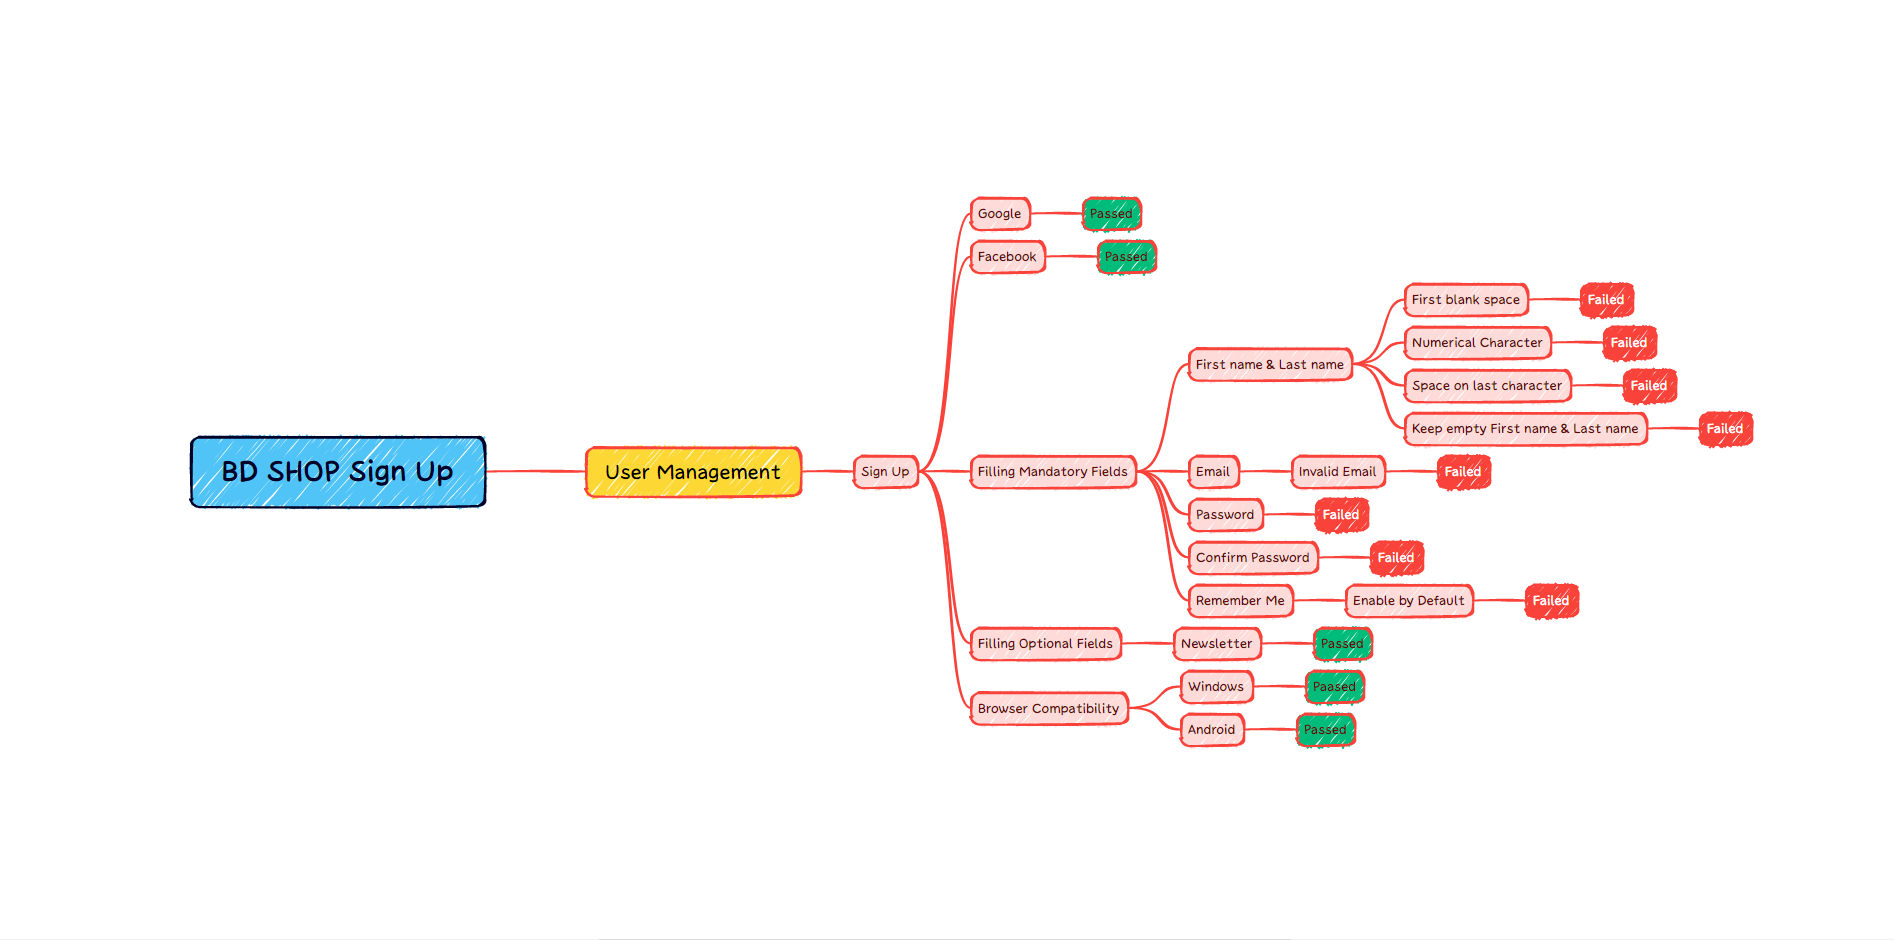 BD SHOP Sign Up
User Management
Sign Up
Google
Passed
Facebook
Passed
Filling Mandatory Fields
First name & Last name
First blank space
Failed
Numerical Character
Failed
Space on last character
Failed
Keep empty First name & Last name
Failed
Email
Invalid Email
Failed
Password
Failed
Confirm Password
Failed
Remember Me
Enable by Default
Failed
Filling Optional Fields
Newsletter
Passed
Browser Compatibility
Windows
Paased
Android
Passed